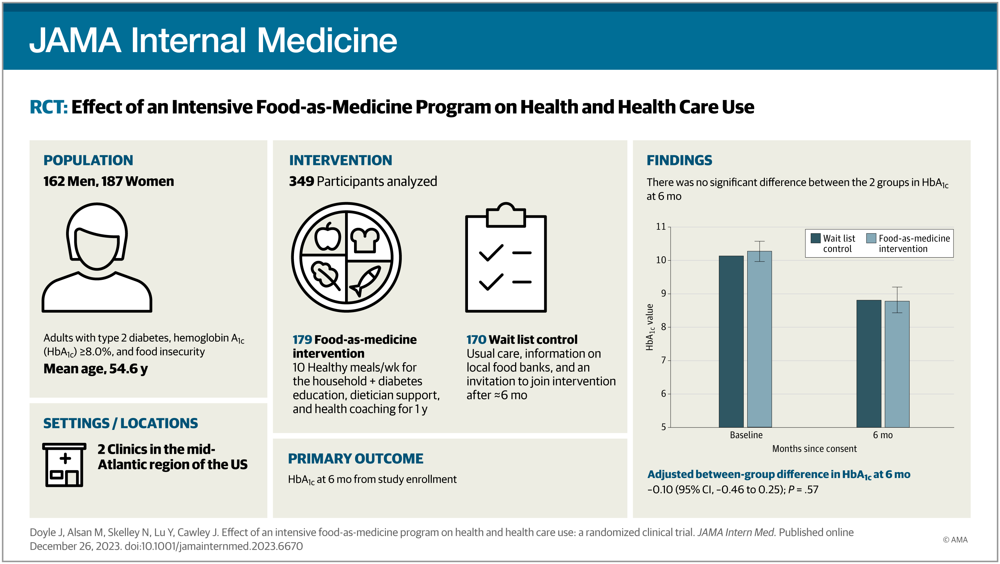 JAMA Internal Medicine
RCT: Effect of an Intensive Food-as-Medicine Program on Health and Health Care Use
POPULATION
162 Men, 187 Women
Adults with type 2 diabetes, hemoglobin A1c
(HbA1c) ≥8.0%, and food insecurity
Mean age, 54.6 y
SETTINGS / LOCATIONS
2 Clinics in the mid-
Atlantic region of the US
INTERVENTION
349 Participants analyzed
179 Food-as-medicine
intervention
10 Healthy meals/wk for
the household + diabetes
education, dietician support,
and health coaching for 1 y
170 Wait list control
Usual care, information on
local food banks, and an
invitation to join intervention
after ≈6 mo
PRIMARY OUTCOME
HbA1c at 6 mo from study enrollment
FINDINGS
There was no significant difference between the 2 groups in HbA1c
at 6 mo
Wait list
control
Food-as-medicine
intervention
HbA1c value
11
10
9
8
7
6
5
Baseline
6 mo
Months since consent
Adjusted between-group difference in HbA1c at 6 mo
−0.10 (95% CI, −0.46 to 0.25); P = .57
Doyle J, Alsan M, Skelley N, Lu Y, Cawley J. Effect of an intensive food-as-medicine program on health and health care use: a randomized clinical trial. JAMA Intern Med. Published online
December 26, 2023. doi:10.1001/jamainternmed.2023.6670
© AMA